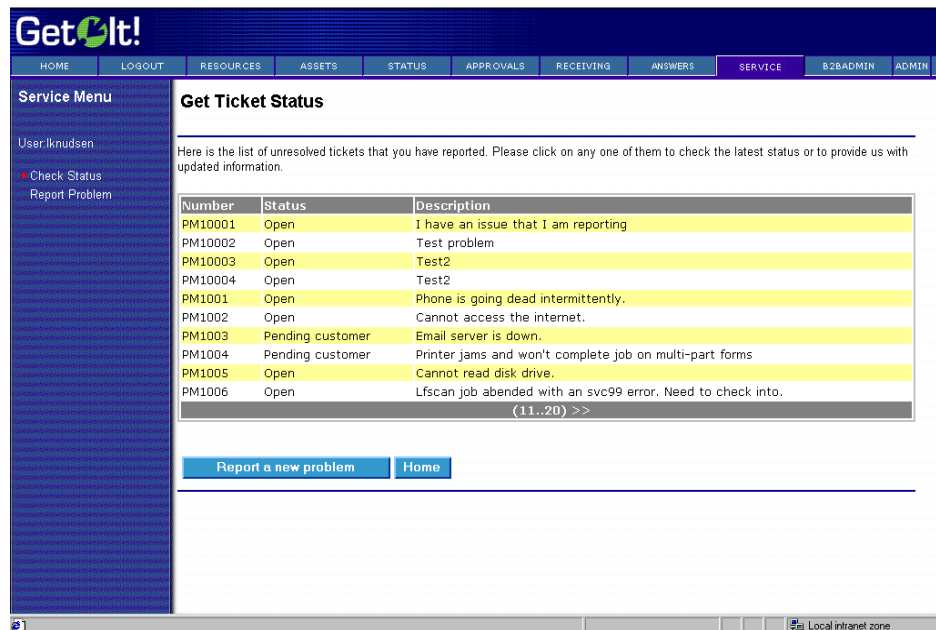 Get It!
HOME LOGOUT RESOURCES ASSETS STATUS APPROVALS RECEIVING ANSWERS SERVICE B2BADMIN ADMIN
Service Menu
User:lknudsen
Check Status
Report Problem
Get Ticket Status
Here is the list of unresolved tickets that you have reported. Please click on any one of them to check the latest status or to provide us with
updated information.
Number Status Description
PM10001 Open I have an issue that I am reporting
PM10002 Open Test problem
PM10003 Open Test2
PM10004 Open Test2
PM1001 Open Phone is going dead intermittently.
PM1002 Open Cannot access the internet.
PM1003 Pending customer Email server is down.
PM1004 Pending customer Printer jams and won't complete job on multi-part forms
PM1005 Open Cannot read disk drive.
PM1006 Open Lfscan job abended with an svc99 error. Need to check into.
(11..20) >>
Report a new problem Home
Local intranet zone